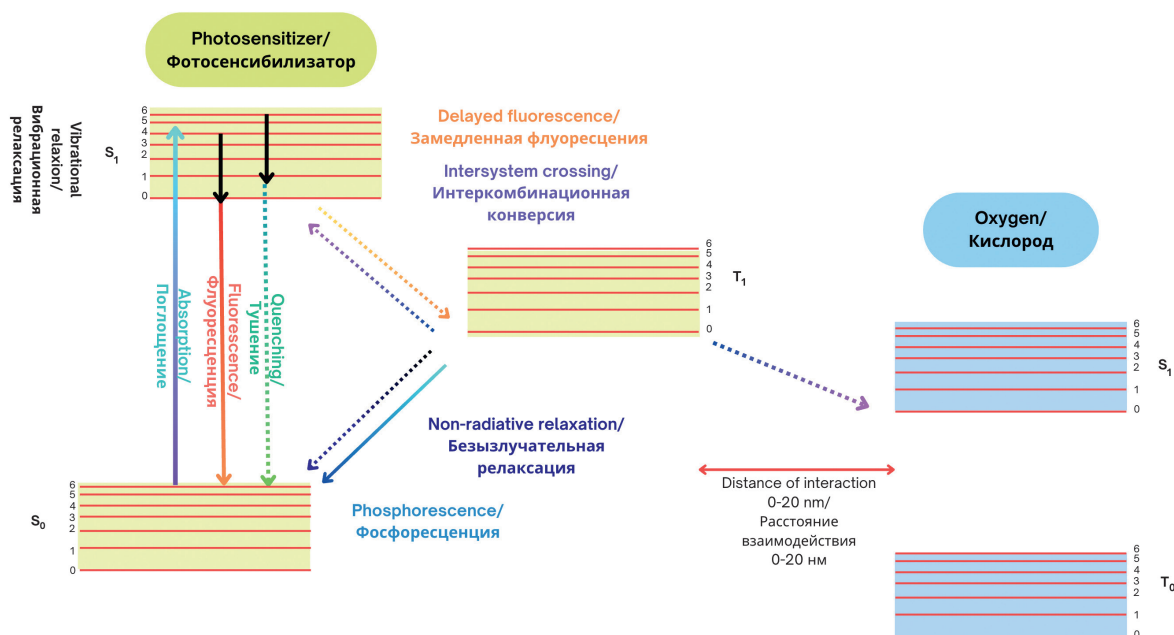 Photosensitizer/
Фотосенсибилизатор
Vibrational
relaxion/
Вибрационная
релаксация
S1
6
5
4
3
2
1
0
Delayed fluorescence/
Замедленная флуоресцения
Intersystem crossing/
Интеркомбинационная
конверсия
Oxygen/
Кислород
Absorption/
Поглощение
Fluorescence/
Флуоресценция
Quenching/
Тушение
6
5
4
3
2
1
0
T1
6
5
4
3
2
1
0
S1
Non-radiative relaxation/
Безызлучательная
релаксация
Phosphorescence/
Фосфоресценция
S0
6
5
4
3
2
1
0
Distance of interaction
0-20 nm/
Расстояние
взаимодействия
0-20 нм
6
5
4
3
2
1
0
T0